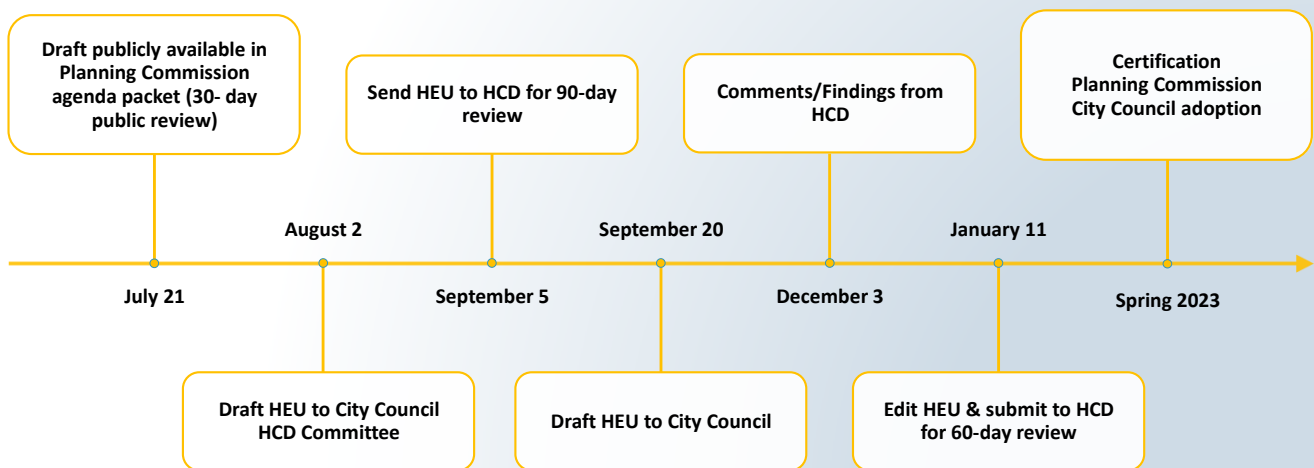 Draft publicly available in
Planning Commission
agenda packet (30- day
public review)
Send HEU to HCD for 90-day
review
Comments/Findings from
HCD
Certification
Planning Commission
City Council adoption
August 2
September 20
January 11
July 21
September 5
December 3
Spring 2023
Draft HEU to City Council
HCD Committee
Draft HEU to City Council
Edit HEU & submit to HCD
for 60-day review